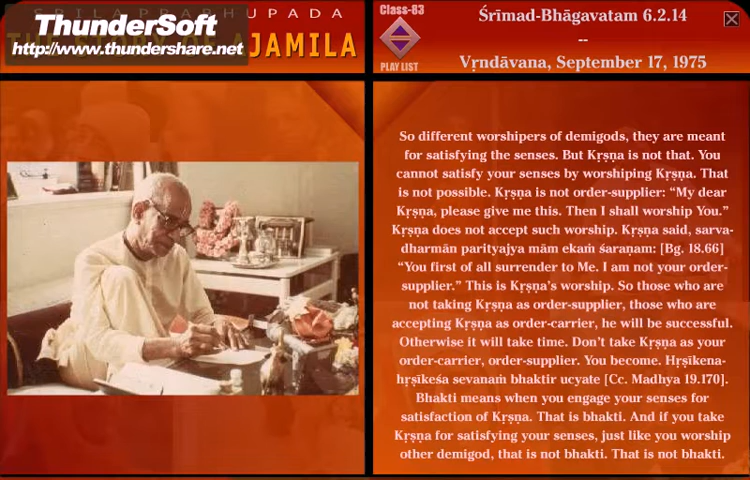 SRILA PRABHUPADA
ThunderSoft
http://www.thundershare.net
AJAMILA
Class-83
PLAY LIST
Śrīmad-Bhāgavatam 6.2.14
--
Vṛndāvana, September 17, 1975
So different worshipers of demigods, they are meant
for satisfying the senses. But Kṛṣṇa is not that. You
cannot satisfy your senses by worshiping Kṛṣṇa. That
is not possible. Kṛṣṇa is not order-supplier: “My dear
Kṛṣṇa, please give me this. Then I shall worship You.”
Kṛṣṇa does not accept such worship. Kṛṣṇa said, sarva-
dharmān parityajya mām ekaṁ śaraṇam: [Bg. 18.66]
“You first of all surrender to Me. I am not your order-
supplier.” This is Kṛṣṇa’s worship. So those who are
not taking Kṛṣṇa as order-supplier, those who are
accepting Kṛṣṇa as order-carrier, he will be successful.
Otherwise it will take time. Don’t take Kṛṣṇa as your
order-carrier, order-supplier. You become. Hṛṣīkena-
hṛṣīkeśa sevanaṁ bhaktir ucyate [Cc. Madhya 19.170].
Bhakti means when you engage your senses for
satisfaction of Kṛṣṇa. That is bhakti. And if you take
Kṛṣṇa for satisfying your senses, just like you worship
other demigod, that is not bhakti. That is not bhakti.